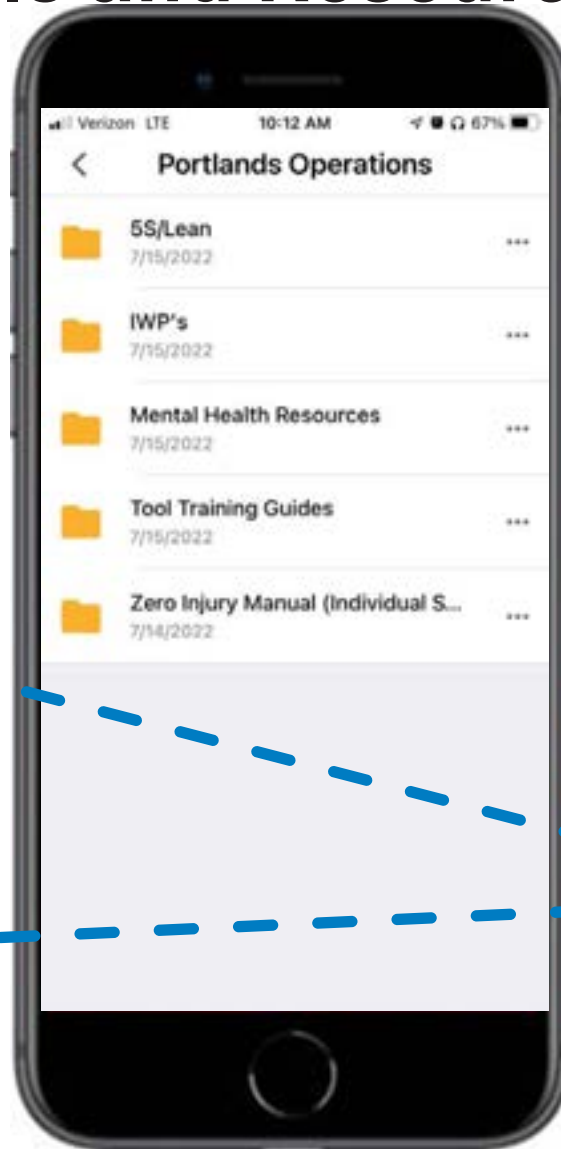 and
Verizon LTE 10:12 AM 67%
Portlands Operations
5S/Lean
7/15/2022
IWP's
7/15/2022
Mental Health Resources
7/15/2022
Tool Training Guides
7/15/2022
Zero Injury Manual (Individual S...
7/14/2022